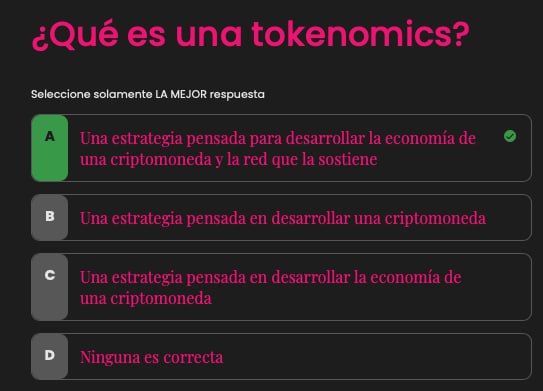 ¿Qué es una tokenomics?
Seleccione solamente LA MEJOR respuesta
A
Una estrategia pensada para desarrollar la economía de
una criptomoneda y la red que la sostiene
B
Una estrategia pensada en desarrollar una criptomoneda
C
Una estrategia pensada en desarrollar la economía de
una criptomoneda
D
Ninguna es correcta